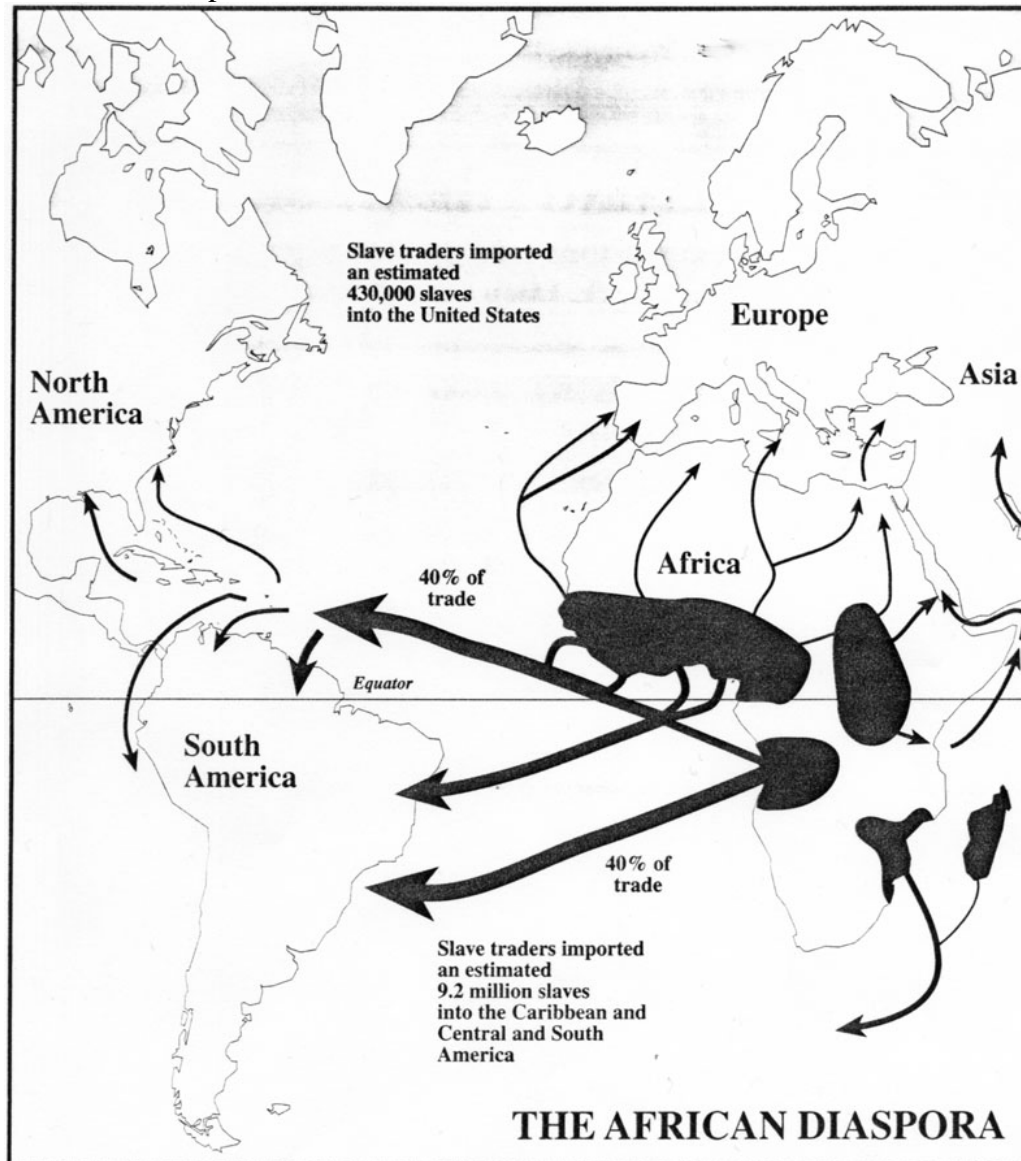 Slave traders imported
an estimated
430,000 slaves
into the United States
Europe
Asia
North
America
40% of
trade
Africa
Equator
South
America
40% of
trade
Slave traders imported
an estimated
9.2 million slaves
into the Caribbean and
Central and South
America
THE AFRICAN DIASPORA